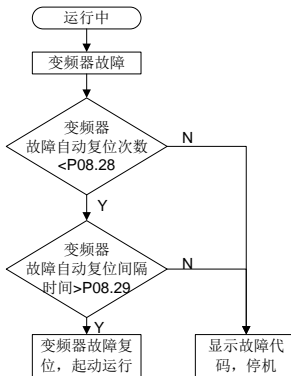 运行中
变频器故障
变频器
故障自动复位次数
<P08.28
N
Y
变频器
故障自动复位间隔
时间>P08.29
N
Y
变频器故障复
位，起动运行
显示故障代
码，停机